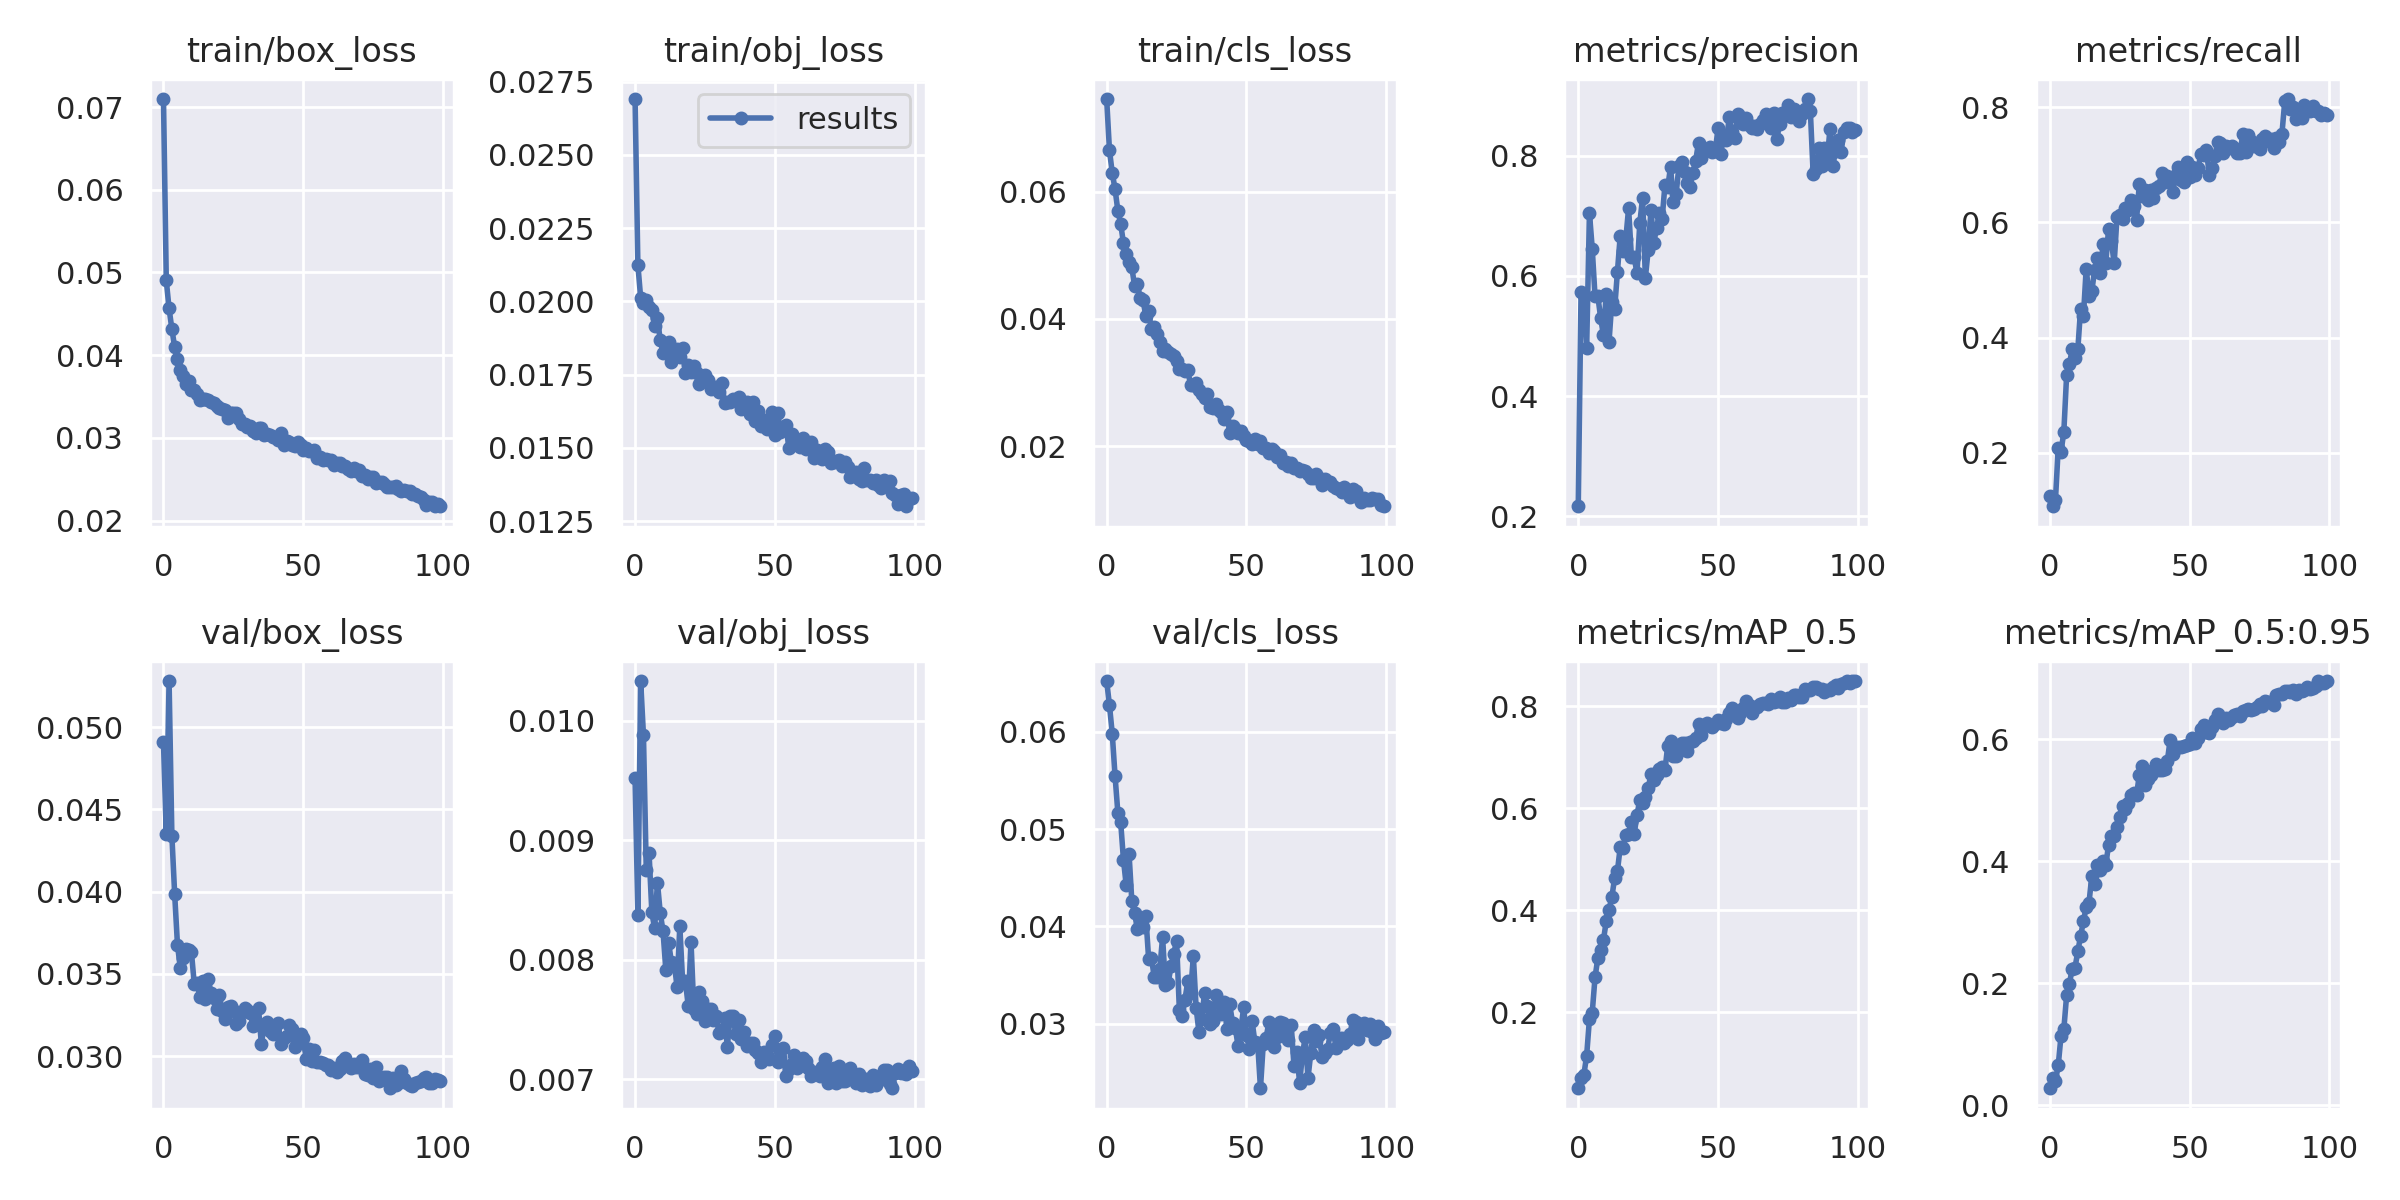 train/box_loss
0.07
0.06
0.05
0.04
0.03
0.02
0 50 100
train/obj_loss
results
0.0275
0.0250
0.0225
0.0200
0.0175
0.0150
0.0125
0 50 100
train/cls_loss
0.06
0.04
0.02
0 50 100
metrics/precision
0.8
0.6
0.4
0.2
0 50 100
metrics/recall
0.8
0.6
0.4
0.2
0 50 100
val/box_loss
0.050
0.045
0.040
0.035
0.030
0 50 100
val/obj_loss
0.010
0.009
0.008
0.007
0 50 100
val/cls_loss
0.06
0.05
0.04
0.03
0 50 100
metrics/mAP_0.5
0.8
0.6
0.4
0.2
0 50 100
metrics/mAP_0.5:0.95
0.6
0.4
0.2
0.0
0 50 100